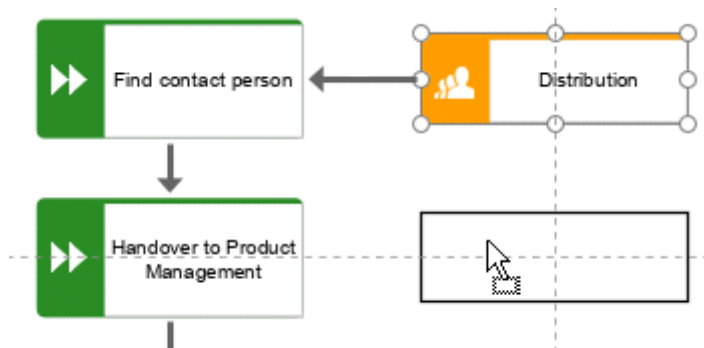 Find contact person
Distribution
Handover to Product
Management